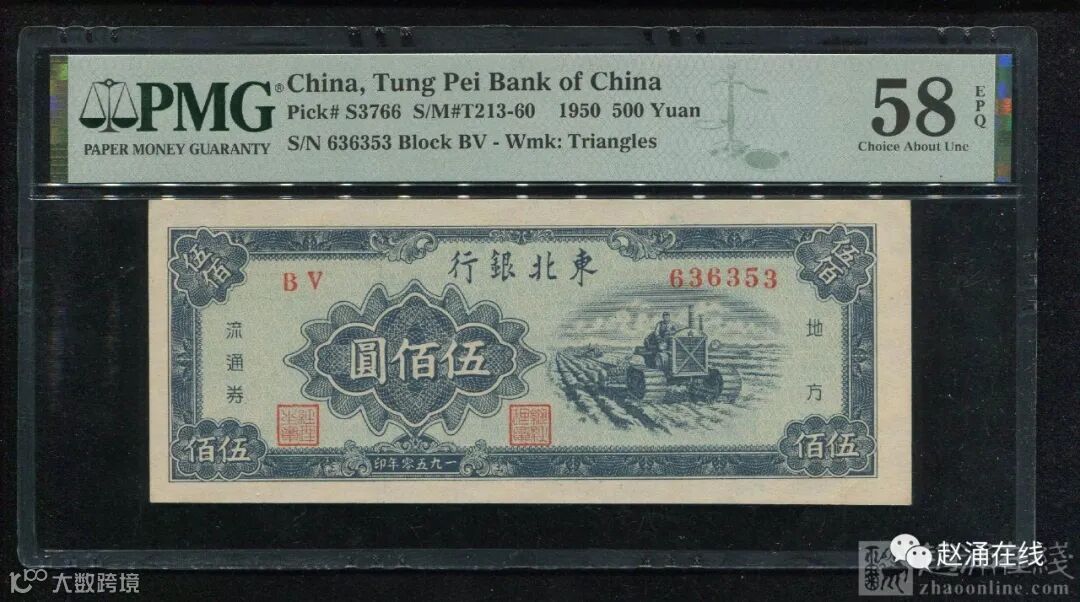 PMG
PAPER MONEY GUARANTY
China, Tung Pei Bank of China
Pick# S3766 S/M#T213-60 1950 500 Yuan
S/N 636353 Block BV - Wmk: Triangles
58
EPQ
Choice About Unc
行銀北東
伍佰
伍佰
B V
636353
流通券
圓佰伍
地方
佰伍
佰伍
印年零五九一
大数跨境
赵涌在线
zhaoonline.com